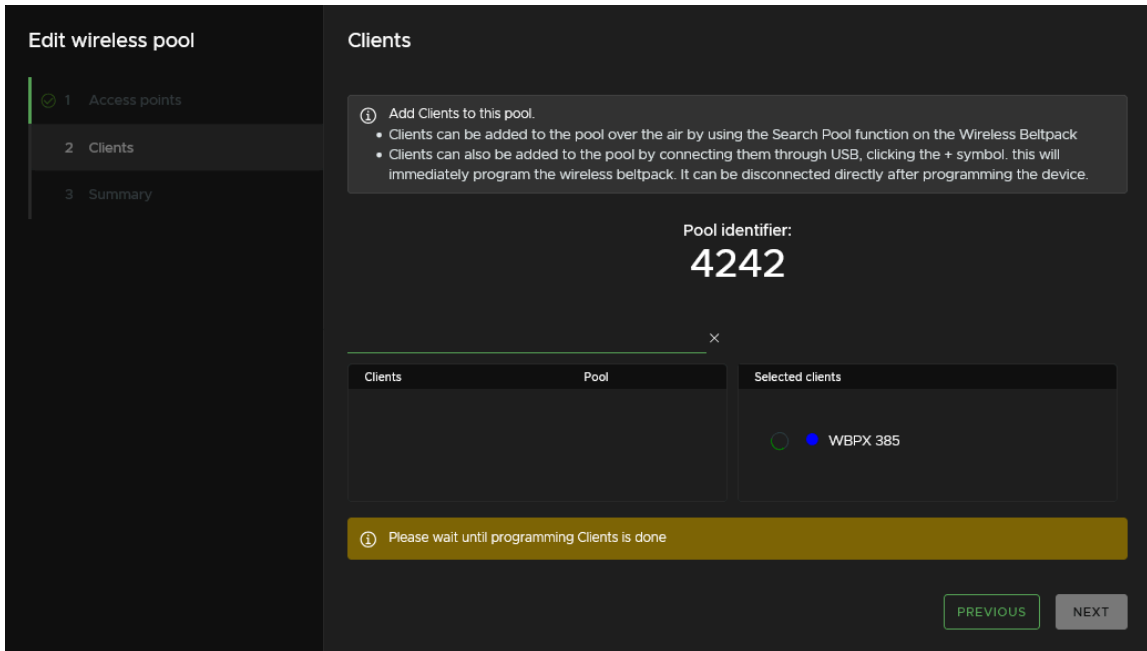 Edit wireless pool
1 Access points
2 Clients
3 Summary
Clients
Add Clients to this pool.
• Clients can be added to the pool over the air by using the Search Pool function on the Wireless Beltpack
• Clients can also be added to the pool by connecting them through USB, clicking the + symbol. this will
immediately program the wireless beltpack. It can be disconnected directly after programming the device.
Pool identifier:
4242
Clients Pool
Selected clients
WBPX 385
Please wait until programming Clients is done
PREVIOUS NEXT